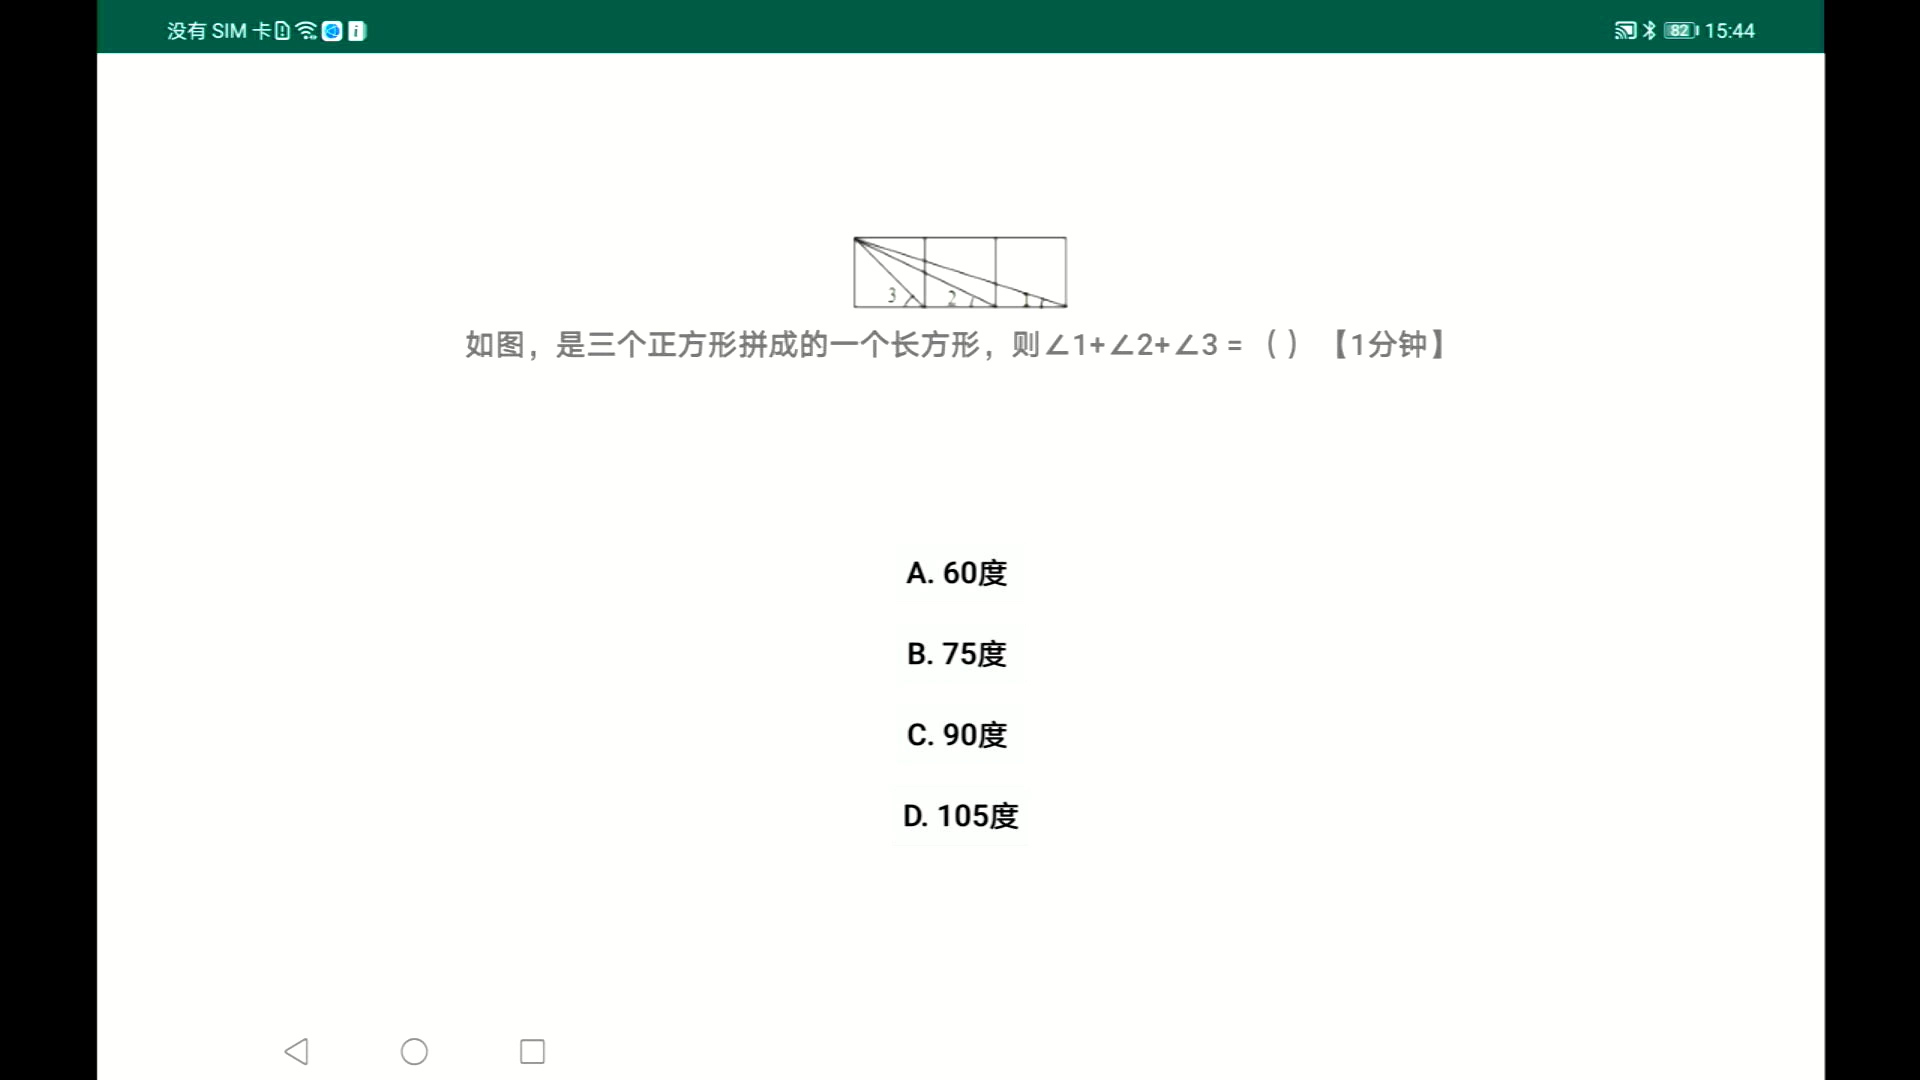 没有 SIM 卡
82 15:44
3 2 1
如图，是三个正方形拼成的一个长方形，则∠1+∠2+∠3 = （ ）【1分钟】
A. 60度
B. 75度
C. 90度
D. 105度